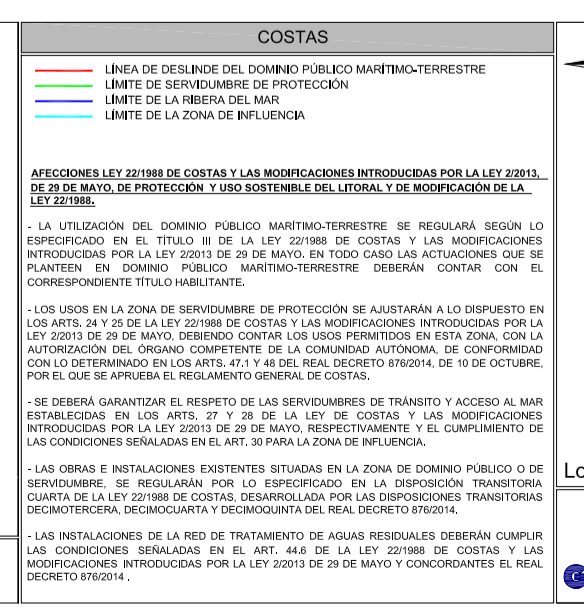 COSTAS
LÍNEA DE DESLINDE DEL DOMINIO PÚBLICO MARÍTIMO-TERRESTRE
LÍMITE DE SERVIDUMBRE DE PROTECCIÓN
LÍMITE DE LA RIBERA DEL MAR
LÍMITE DE LA ZONA DE INFLUENCIA
AFECCIONES LEY 22/1988 DE COSTAS Y LAS MODIFICACIONES INTRODUCIDAS POR LA LEY 2/2013,
DE 29 DE MAYO, DE PROTECCIÓN Y USO SOSTENIBLE DEL LITORAL Y DE MODIFICACIÓN DE LA
LEY 22/1988.
- LA UTILIZACIÓN DEL DOMINIO PÚBLICO MARÍTIMO-TERRESTRE SE REGULARÁ SEGÚN LO
ESPECIFICADO EN EL TÍTULO III DE LA LEY 22/1988 DE COSTAS Y LAS MODIFICACIONES
INTRODUCIDAS POR LA LEY 2/2013 DE 29 DE MAYO. EN TODO CASO LAS ACTUACIONES QUE SE
PLANTEEN EN DOMINIO PÚBLICO MARÍTIMO-TERRESTRE DEBERÁN CONTAR CON EL
CORRESPONDIENTE TÍTULO HABILITANTE.
- LOS USOS EN LA ZONA DE SERVIDUMBRE DE PROTECCIÓN SE AJUSTARÁN A LO DISPUESTO EN
LOS ARTS. 24 Y 25 DE LA LEY 22/1988 DE COSTAS Y LAS MODIFICACIONES INTRODUCIDAS POR LA
LEY 2/2013 DE 29 DE MAYO, DEBIENDO CONTAR LOS USOS PERMITIDOS EN ESTA ZONA, CON LA
AUTORIZACIÓN DEL ÓRGANO COMPETENTE DE LA COMUNIDAD AUTÓNOMA, DE CONFORMIDAD
CON LO DETERMINADO EN LOS ARTS. 47.1 Y 48 DEL REAL DECRETO 876/2014, DE 10 DE OCTUBRE,
POR EL QUE SE APRUEBA EL REGLAMENTO GENERAL DE COSTAS.
- SE DEBERÁ GARANTIZAR EL RESPETO DE LAS SERVIDUMBRES DE TRÁNSITO Y ACCESO AL MAR
ESTABLECIDAS EN LOS ARTS. 27 Y 28 DE LA LEY DE COSTAS Y LAS MODIFICACIONES
INTRODUCIDAS POR LA LEY 2/2013 DE 29 DE MAYO, RESPECTIVAMENTE Y EL CUMPLIMIENTO DE
LAS CONDICIONES SEÑALADAS EN EL ART. 30 PARA LA ZONA DE INFLUENCIA.
- LAS OBRAS E INSTALACIONES EXISTENTES SITUADAS EN LA ZONA DE DOMINIO PÚBLICO O DE
SERVIDUMBRE, SE REGULARÁN POR LO ESPECIFICADO EN LA DISPOSICIÓN TRANSITORIA
CUARTA DE LA LEY 22/1988 DE COSTAS, DESARROLLADA POR LAS DISPOSICIONES TRANSITORIAS
DECIMOTERCERA, DECIMOCUARTA Y DECIMOQUINTA DEL REAL DECRETO 876/2014.
- LAS INSTALACIONES DE LA RED DE TRATAMIENTO DE AGUAS RESIDUALES DEBERÁN CUMPLIR
LAS CONDICIONES SEÑALADAS EN EL ART. 44.6 DE LA LEY 22/1988 DE COSTAS Y LAS
MODIFICACIONES INTRODUCIDAS POR LA LEY 2/2013 DE 29 DE MAYO Y CONCORDANTES EL REAL
DECRETO 876/2014 .
Lo